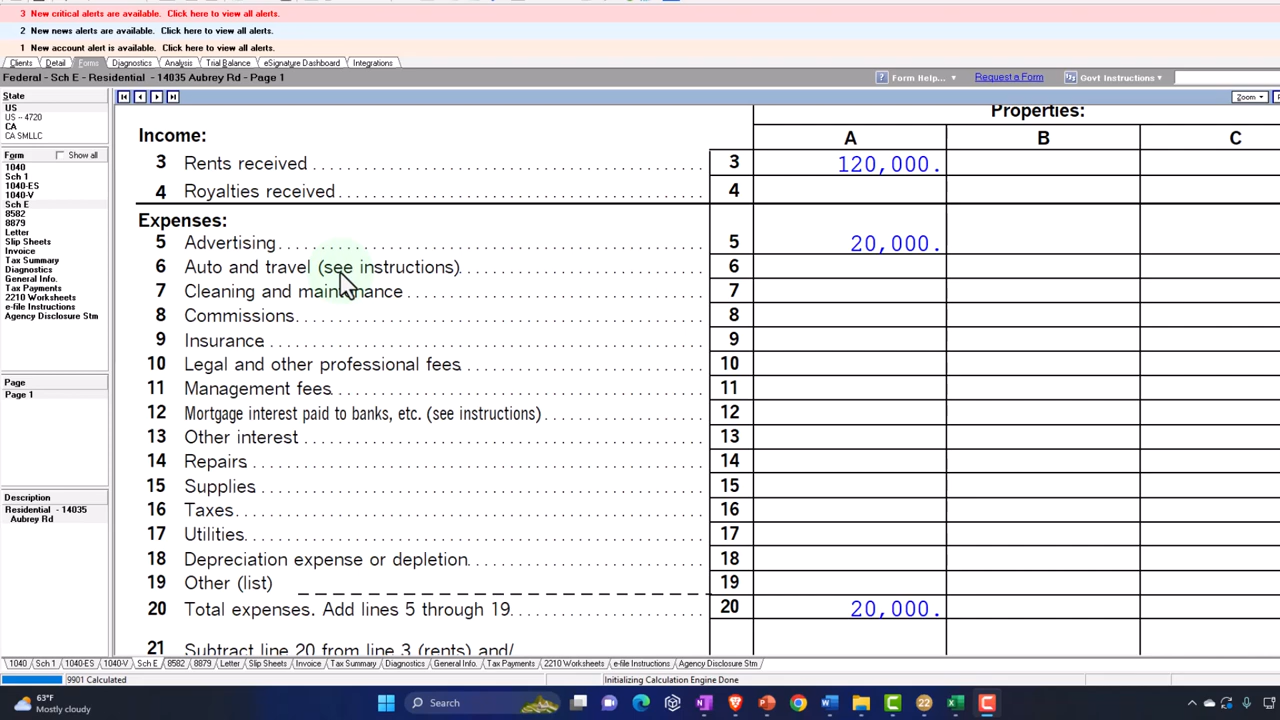 3 New critical alerts are available. Click here to view all alerts.
2 New news alerts are available. Click here to view all alerts.
1 New account alert is available. Click here to view all alerts.
Clients Detail Forms Diagnostics Analysis Trial Balance eSignature Dashboard Integrations
Federal - Sch E - Residential - 14035 Aubrey Rd - Page 1
? Form Help... Request a Form Govt Instructions
State
US
US -- 4720
CA
CA SMLLC
Zoom
Form Show all
1040
Sch 1
1040-ES
1040-V
Sch E
8582
8879
Letter
Slip Sheets
Invoice
Tax Summary
Diagnostics
General Info.
Tax Payments
2210 Worksheets
e-file Instructions
Agency Disclosure Stm
Page
Page 1
Description
Residential - 14035
Aubrey Rd
Properties:
Income: A B C
3 Rents received 3 120,000.
4 Royalties received 4
Expenses:
5 Advertising 5 20,000.
6 Auto and travel (see instructions) 6
7 Cleaning and maintenance 7
8 Commissions 8
9 Insurance 9
10 Legal and other professional fees 10
11 Management fees 11
12 Mortgage interest paid to banks, etc. (see instructions) 12
13 Other interest 13
14 Repairs 14
15 Supplies 15
16 Taxes 16
17 Utilities 17
18 Depreciation expense or depletion 18
19 Other (list) 19
20 Total expenses. Add lines 5 through 19 20 20,000.
21 Subtract line 20 from line 3 (rents) and/
1040 Sch 1 1040-ES 1040-V Sch E 8582 8879 Letter Slip Sheets Invoice Tax Summary Diagnostics General Info. Tax Payments 2210 Worksheets e-file Instructions Agency Disclosure Stm
9901 Calculated Initializing Calculation Engine Done
63°F
Mostly cloudy
Search
22